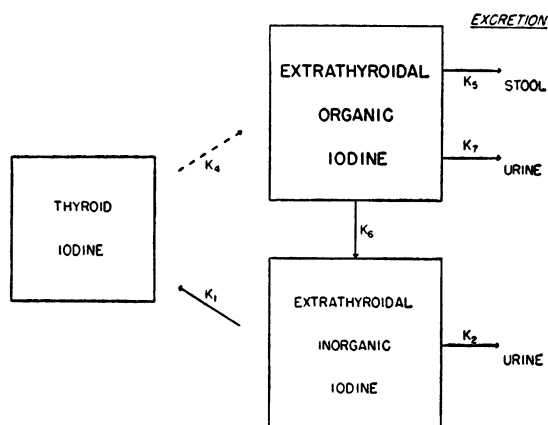 EXCRETION
EXTRATHYROIDAL
ORGANIC
IODINE
K5
STOOL
K7
URINE
K4
THYROID
IODINE
K6
K1
EXTRATHYROIDAL
INORGANIC
IODINE
K2
URINE